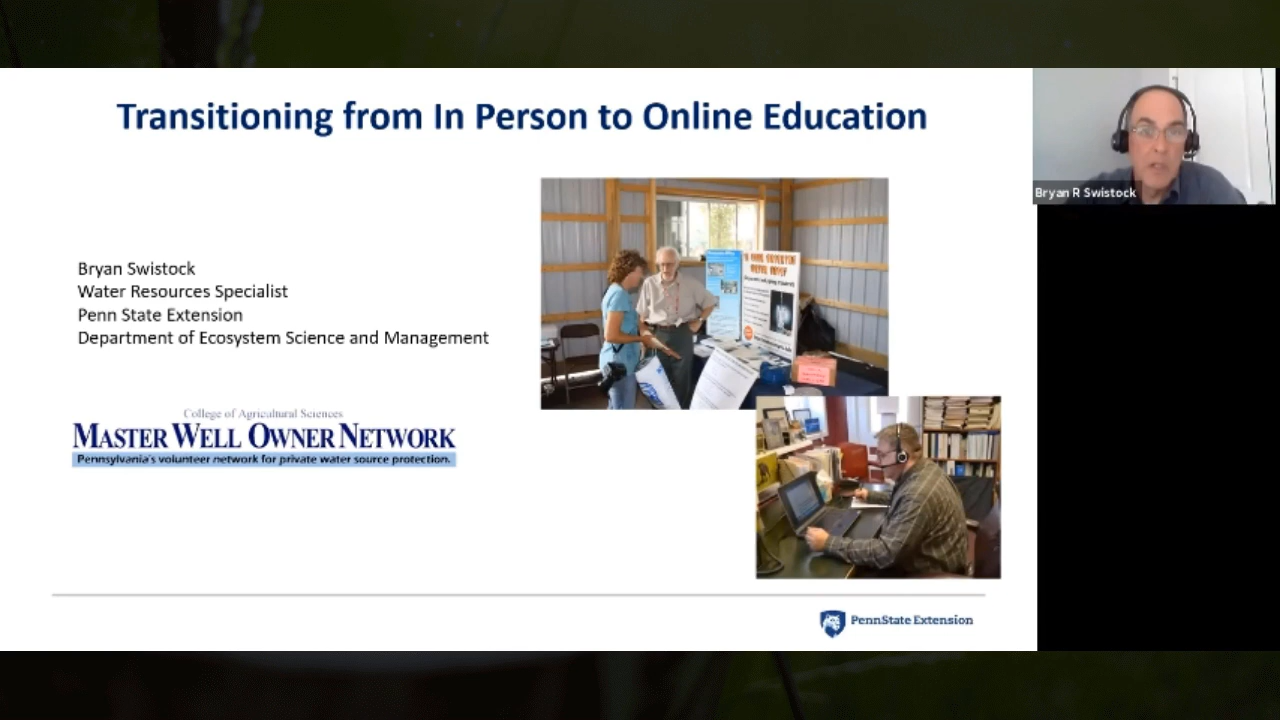 Transitioning from In Person to Online Education
Bryan R Swistock
Bryan Swistock
Water Resources Specialist
Penn State Extension
Department of Ecosystem Science and Management
College of Agricultural Sciences
MASTER WELL OWNER NETWORK
Pennsylvania's volunteer network for private water source protection.
PennState Extension